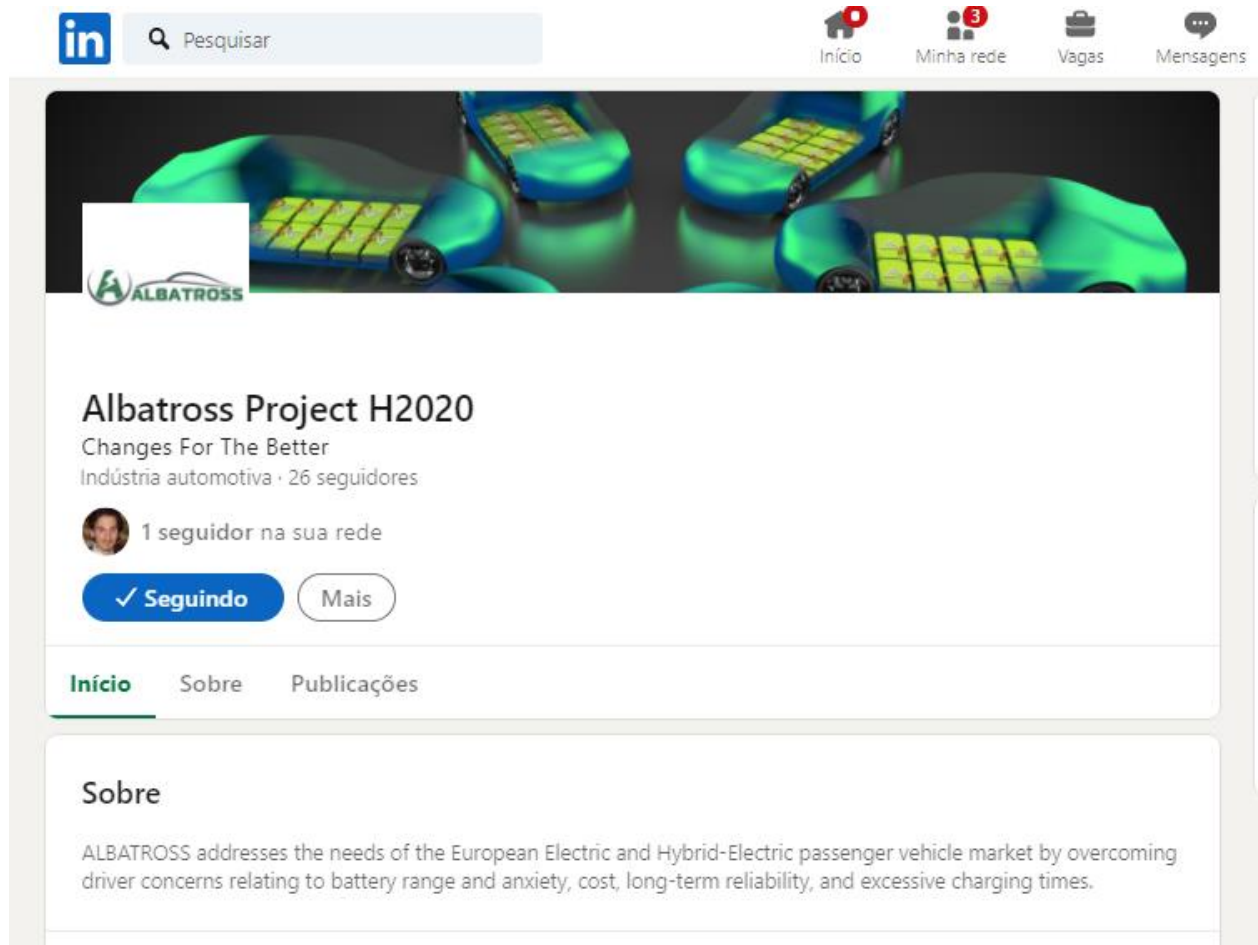 in
Pesquisar
Início
3
Minha rede
Vagas
Mensagens
ALBATROSS
Albatross Project H2020
Changes For The Better
Indústria automotiva · 26 seguidores
1 seguidor na sua rede
✓ Seguindo
Mais
Início
Sobre
Publicações
Sobre
ALBATROSS addresses the needs of the European Electric and Hybrid-Electric passenger vehicle market by overcoming
driver concerns relating to battery range and anxiety, cost, long-term reliability, and excessive charging times.